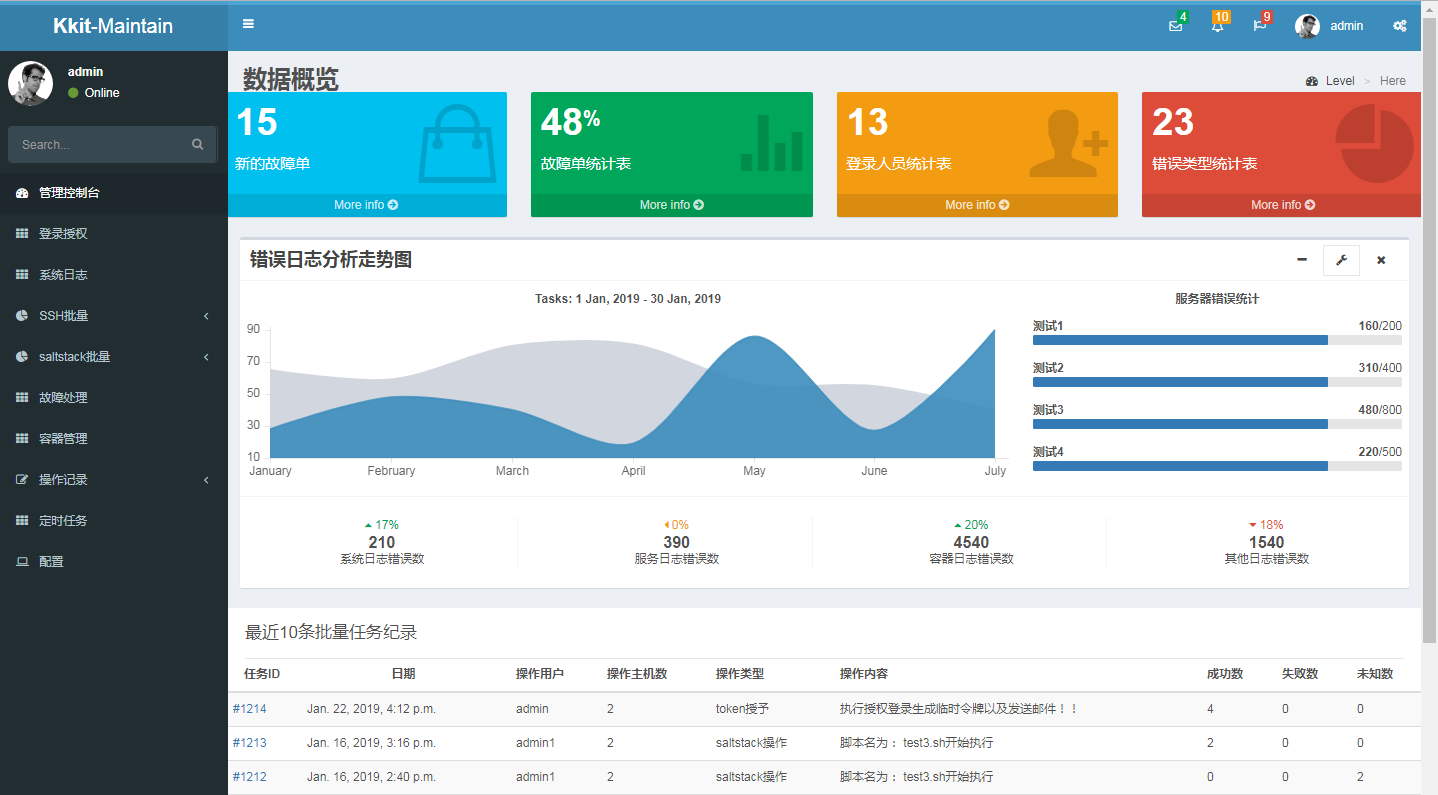 Kkit-Maintain
4
10
9
admin
admin
Online
Search...
管理控制台
登录授权
系统日志
SSH批量
saltstack批量
故障处理
容器管理
操作记录
定时任务
配置
数据概览
Level > Here
15
新的故障单
More info
48%
故障单统计表
More info
13
登录人员统计表
More info
23
错误类型统计表
More info
错误日志分析走势图
Tasks: 1 Jan, 2019 - 30 Jan, 2019
90
70
50
30
10
January February March April May June July
服务器错误统计
测试1 160/200
测试2 310/400
测试3 480/800
测试4 220/500
17%
210
系统日志错误数
0%
390
服务日志错误数
20%
4540
容器日志错误数
18%
1540
其他日志错误数
最近10条批量任务纪录
任务ID 日期 操作用户 操作主机数 操作类型 操作内容 成功数 失败数 未知数
#1214 Jan. 22, 2019, 4:12 p.m. admin 2 token授予 执行授权登录生成临时令牌以及发送邮件！！ 4 0 0
#1213 Jan. 16, 2019, 3:16 p.m. admin1 2 saltstack操作 脚本名为： test3.sh开始执行 2 0 0
#1212 Jan. 16, 2019, 2:40 p.m. admin1 2 saltstack操作 脚本名为： test3.sh开始执行 0 0 2